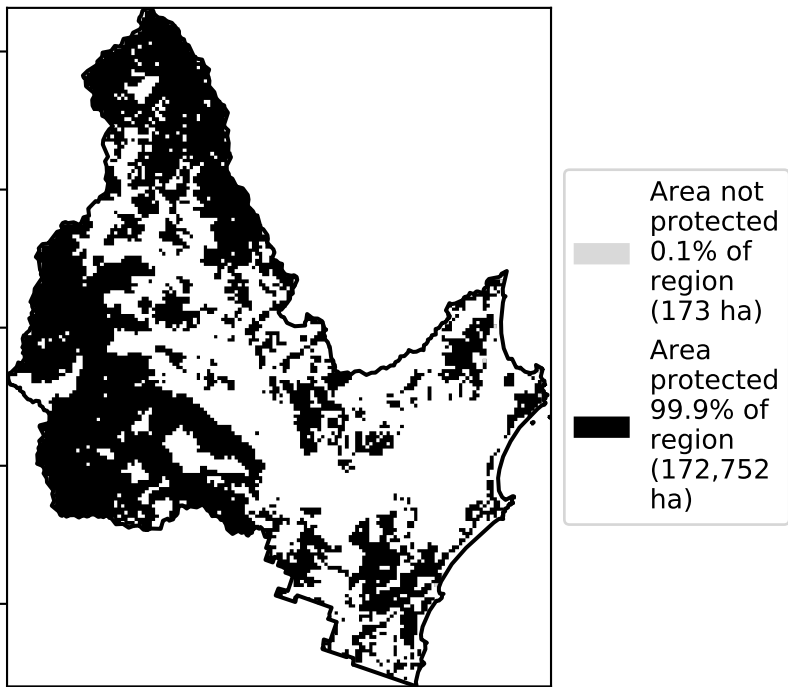 Area not
protected
0.1% of
region
(173 ha)
Area
protected
99.9% of
region
(172,752
ha)